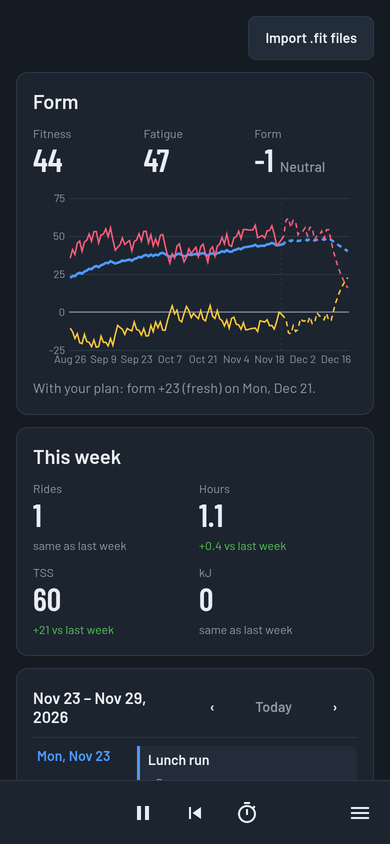 Import .fit files
Form
Fitness Fatigue Form
44 47 -1 Neutral
75
50
25
0
-25
Aug 26 Sep 9 Sep 23 Oct 7 Oct 21 Nov 4 Nov 18 Dec 2 Dec 16
With your plan: form +23 (fresh) on Mon, Dec 21.
This week
Rides Hours
1 1.1
same as last week +0.4 vs last week
TSS kJ
60 0
+21 vs last week same as last week
Nov 23 – Nov 29,
2026
‹ Today ›
Mon, Nov 23 Lunch run